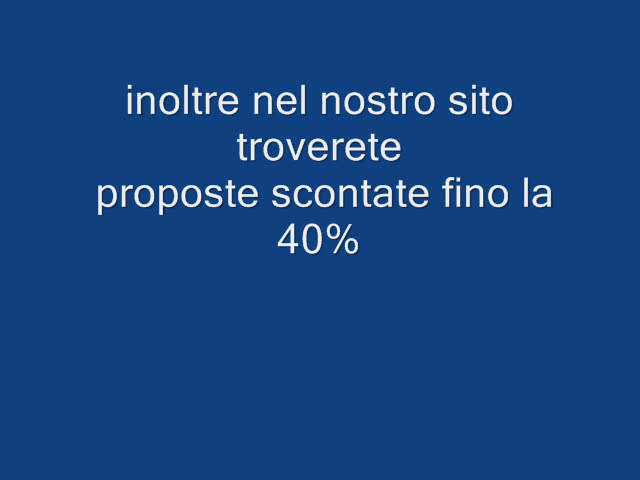 inoltre nel nostro sito
troverete
proposte scontate fino la
40%